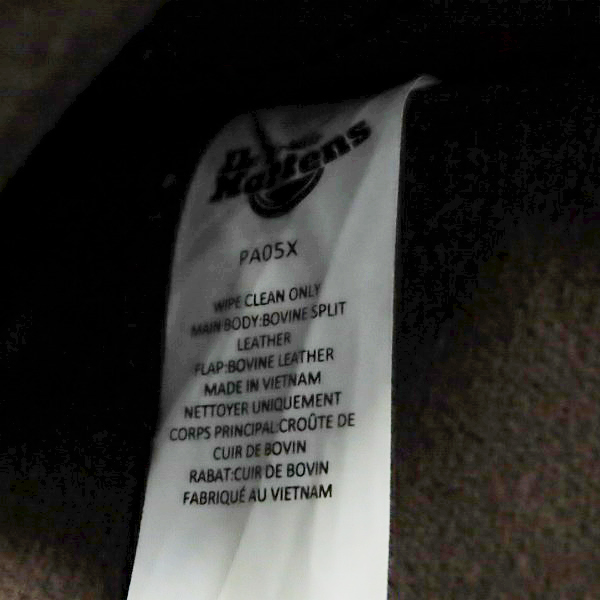 Dr.
Martens
PA05X
WIPE CLEAN ONLY
MAIN BODY:BOVINE SPLIT
LEATHER
FLAP:BOVINE LEATHER
MADE IN VIETNAM
NETTOYER UNIQUEMENT
CORPS PRINCIPAL:CROÛTE DE
CUIR DE BOVIN
RABAT:CUIR DE BOVIN
FABRIQUÉ AU VIETNAM